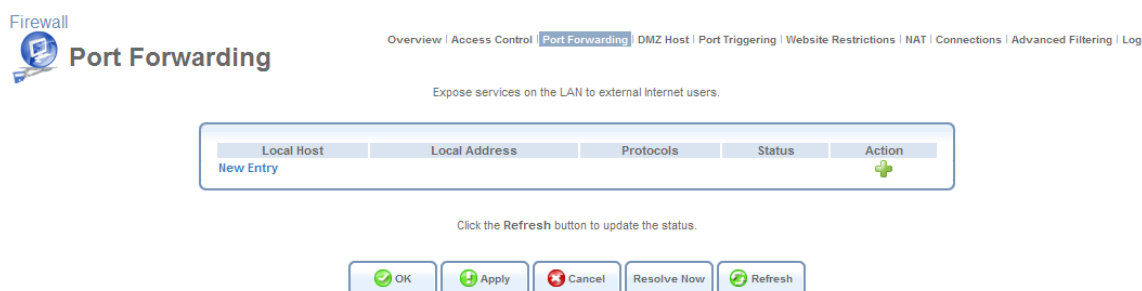 Firewall
Port Forwarding
Overview | Access Control | Port Forwarding | DMZ Host | Port Triggering | Website Restrictions | NAT | Connections | Advanced Filtering | Log
Expose services on the LAN to external Internet users.
Local Host Local Address Protocols Status Action
New Entry
Click the Refresh button to update the status.
OK Apply Cancel Resolve Now Refresh